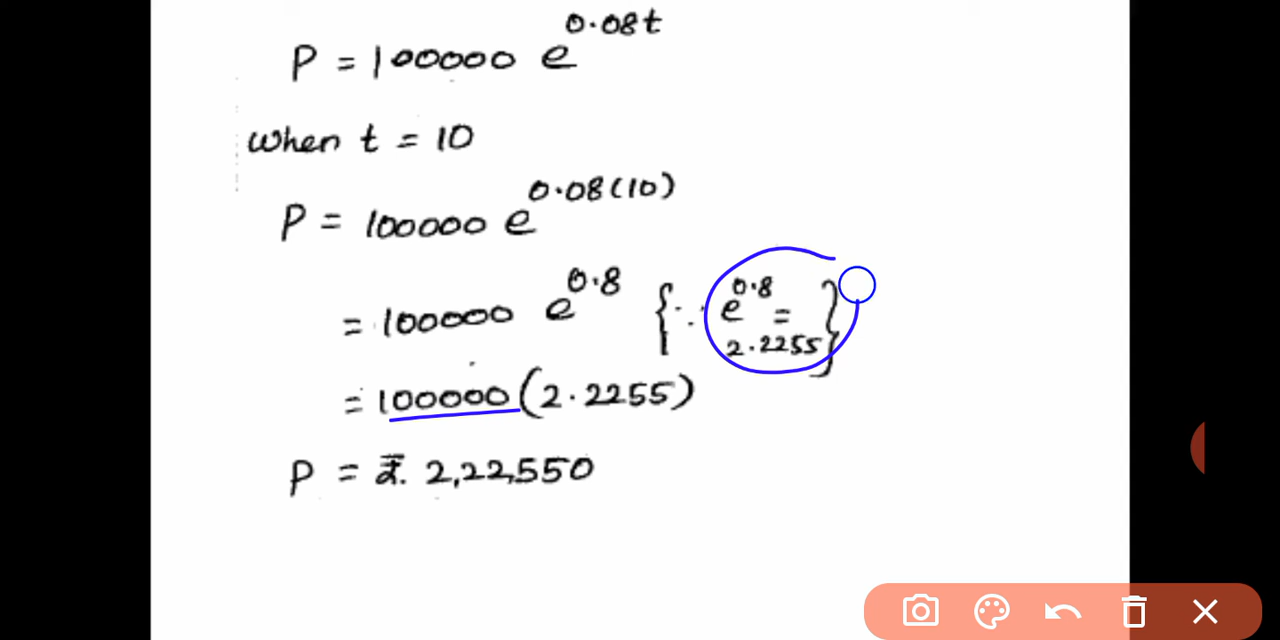 P = 100000 e^0.08t
when t = 10
P = 100000 e^0.08(10)
= 100000 e^0.8 {∵ e^0.8 = 2.2255}
= 100000 (2.2255)
P = ₹. 2,22,550